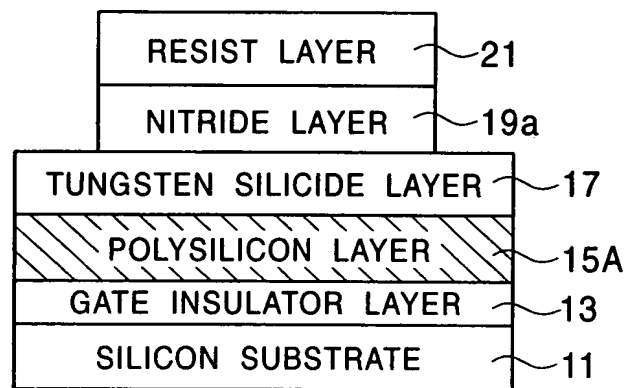 RESIST LAYER 21
NITRIDE LAYER 19a
TUNGSTEN SILICIDE LAYER 17
POLYSILICON LAYER 15A
GATE INSULATOR LAYER 13
SILICON SUBSTRATE 11